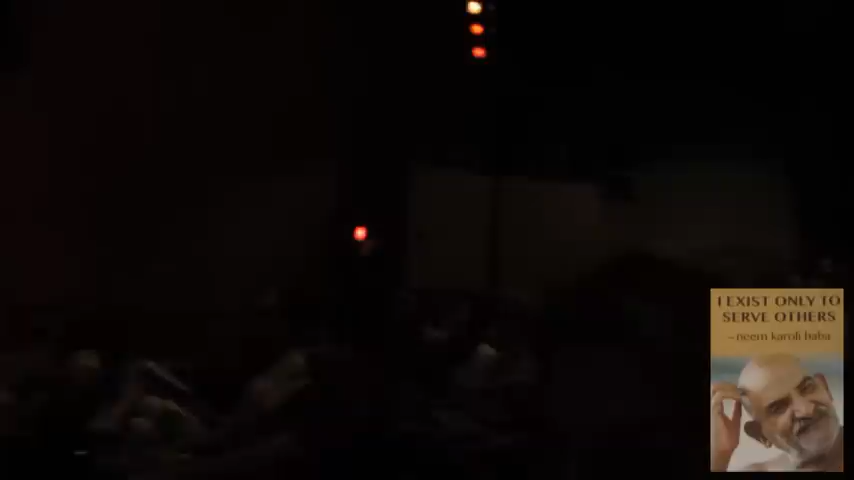 I EXIST ONLY TO
SERVE OTHERS
- neem karoli baba